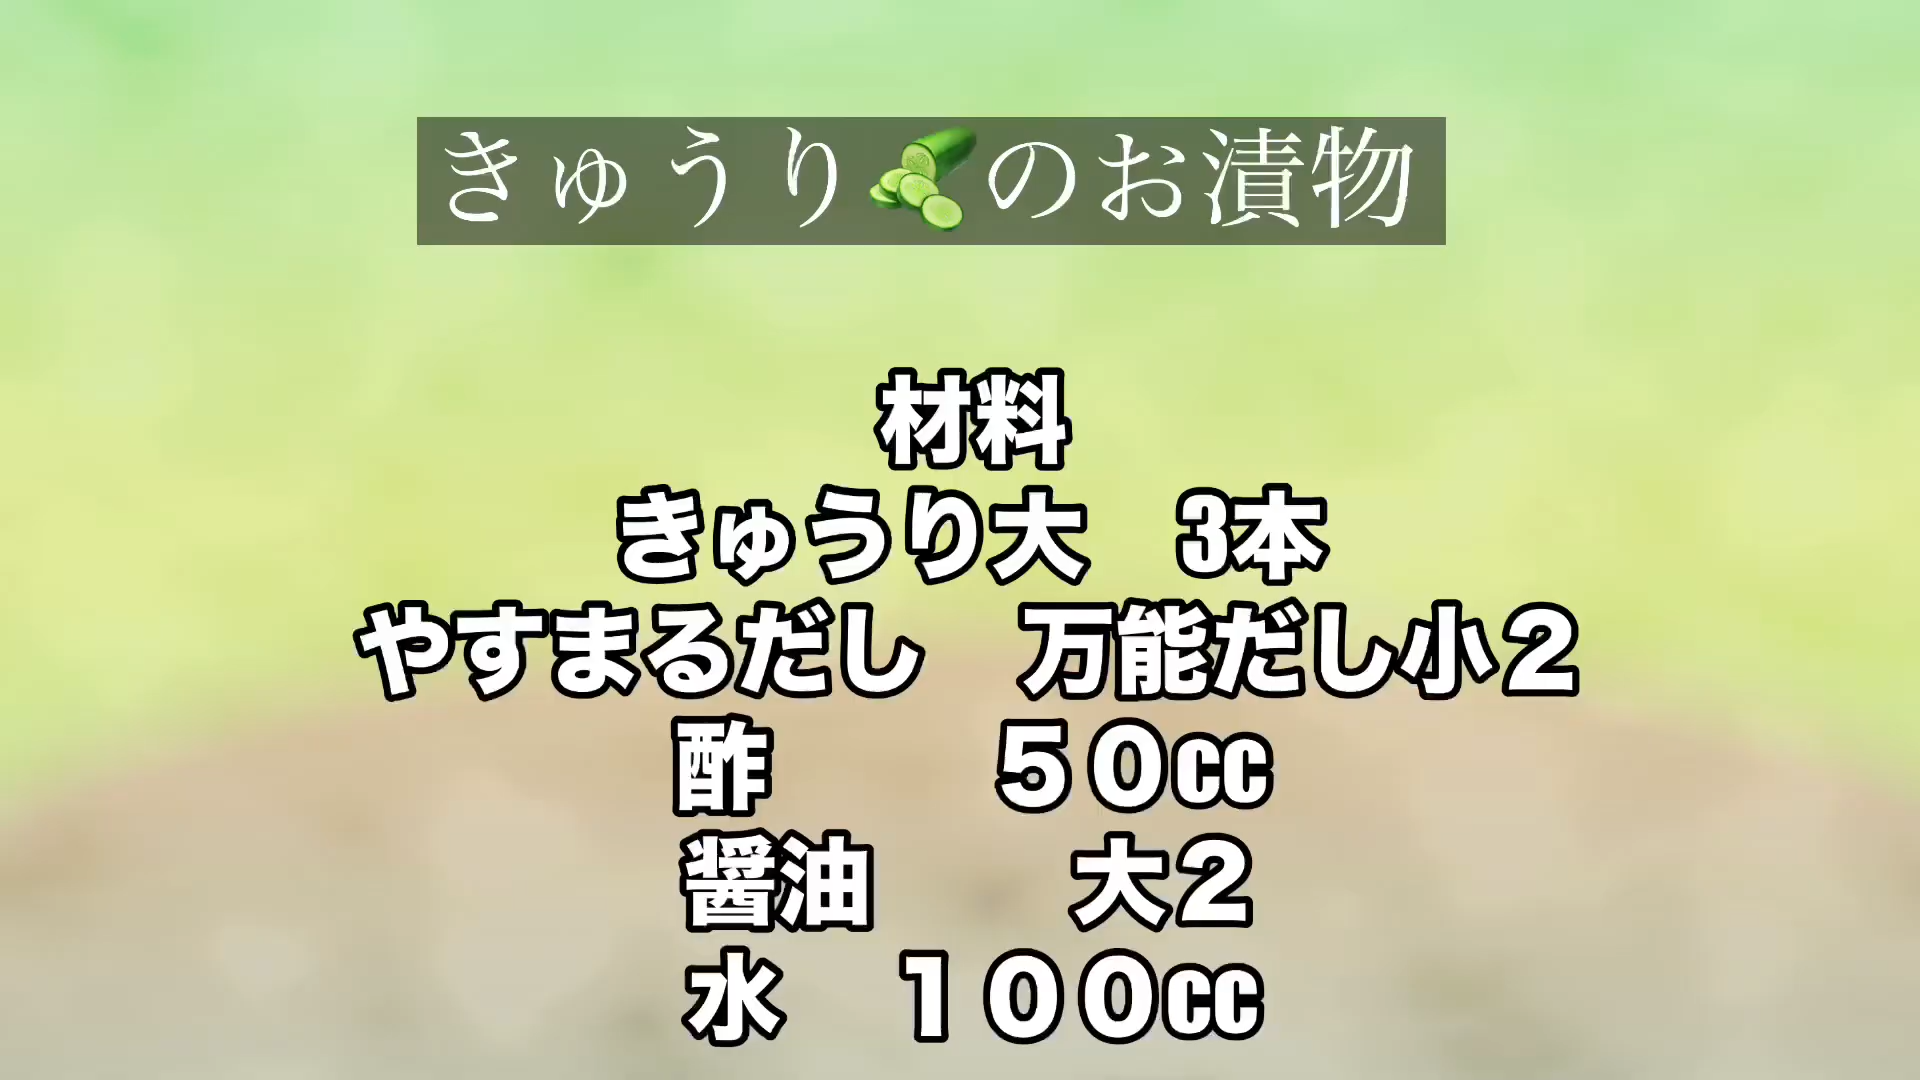 きゅうり🥒のお漬物
材料
きゅうり大　3本
やすまるだし　万能だし小２
酢　　　５０cc
醤油　　大２
水　１００cc